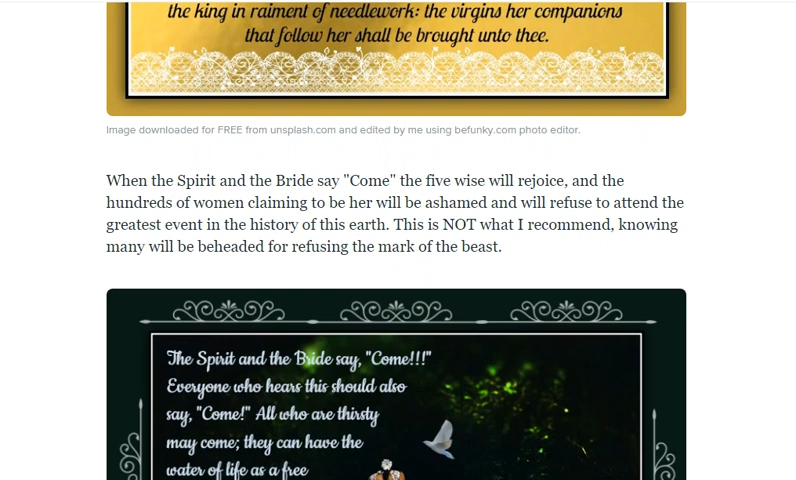 the king in raiment of needlework: the virgins her companions
that follow her shall be brought unto thee.
Image downloaded for FREE from unsplash.com and edited by me using befunky.com photo editor.
When the Spirit and the Bride say "Come" the five wise will rejoice, and the
hundreds of women claiming to be her will be ashamed and will refuse to attend the
greatest event in the history of this earth. This is NOT what I recommend, knowing
many will be beheaded for refusing the mark of the beast.
The Spirit and the Bride say, "Come!!!"
Everyone who hears this should also
say, "Come!" All who are thirsty
may come; they can have the
water of life as a free